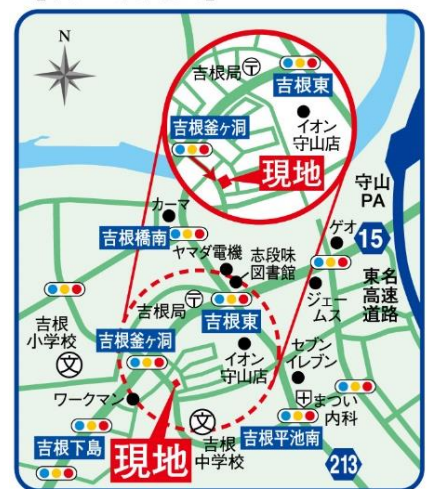 N
吉根局
吉根東
イオン
守山店
吉根釜ヶ洞
現地
守山
PA
カーマ
吉根橋南
ゲオ
15
ヤマダ電機
志段味
図書館
東名
高速
道路
吉根局
吉根東
ジェー
ムス
吉根
小学校
文
吉根釜ヶ洞
イオン
守山店
セブン
イレブン
ワークマン
文
まつい
内科
吉根下島
現地
吉根
中学校
吉根平池南
213